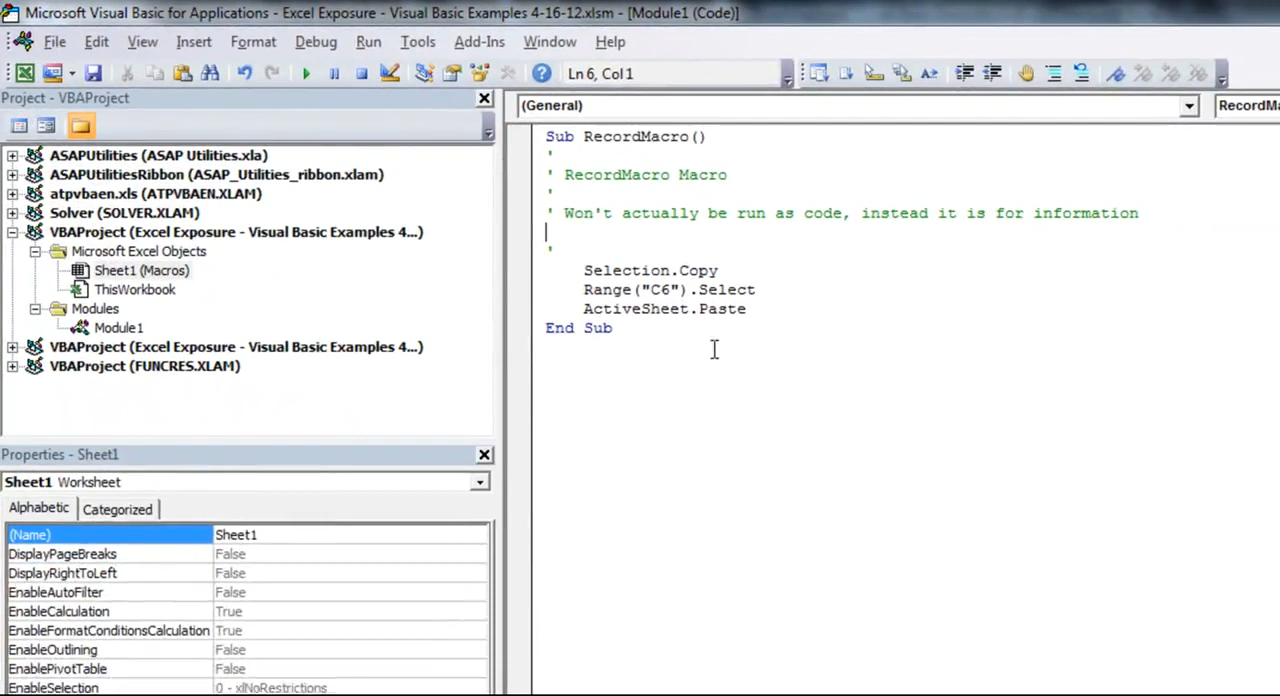 Microsoft Visual Basic for Applications - Excel Exposure - Visual Basic Examples 4-16-12.xlsm - [Module1 (Code)]
File Edit View Insert Format Debug Run Tools Add-Ins Window Help
Ln 6, Col 1
Project - VBAProject
ASAPUtilities (ASAP Utilities.xla)
ASAPUtilitiesRibbon (ASAP_Utilities_ribbon.xlam)
atpvbaen.xls (ATPVBAEN.XLAM)
Solver (SOLVER.XLAM)
VBAProject (Excel Exposure - Visual Basic Examples 4...)
Microsoft Excel Objects
Sheet1 (Macros)
ThisWorkbook
Modules
Module1
VBAProject (Excel Exposure - Visual Basic Examples 4...)
VBAProject (FUNCRES.XLAM)
Properties - Sheet1
Sheet1 Worksheet
Alphabetic Categorized
(Name) Sheet1
DisplayPageBreaks False
DisplayRightToLeft False
EnableAutoFilter False
EnableCalculation True
EnableFormatConditionsCalculation True
EnableOutlining False
EnablePivotTable False
EnableSelection 0 - xlNoRestrictions
(General) RecordMa
Sub RecordMacro()
'
' RecordMacro Macro
'
' Won't actually be run as code, instead it is for information
'
Selection.Copy
Range("C6").Select
ActiveSheet.Paste
End Sub